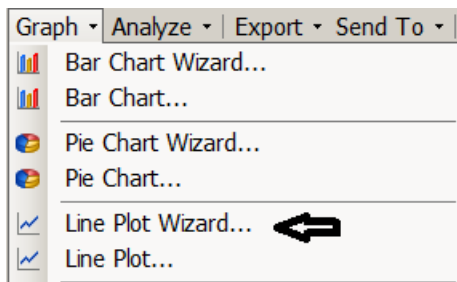 Graph Analyze Export Send To
Bar Chart Wizard...
Bar Chart...
Pie Chart Wizard...
Pie Chart...
Line Plot Wizard...
Line Plot...